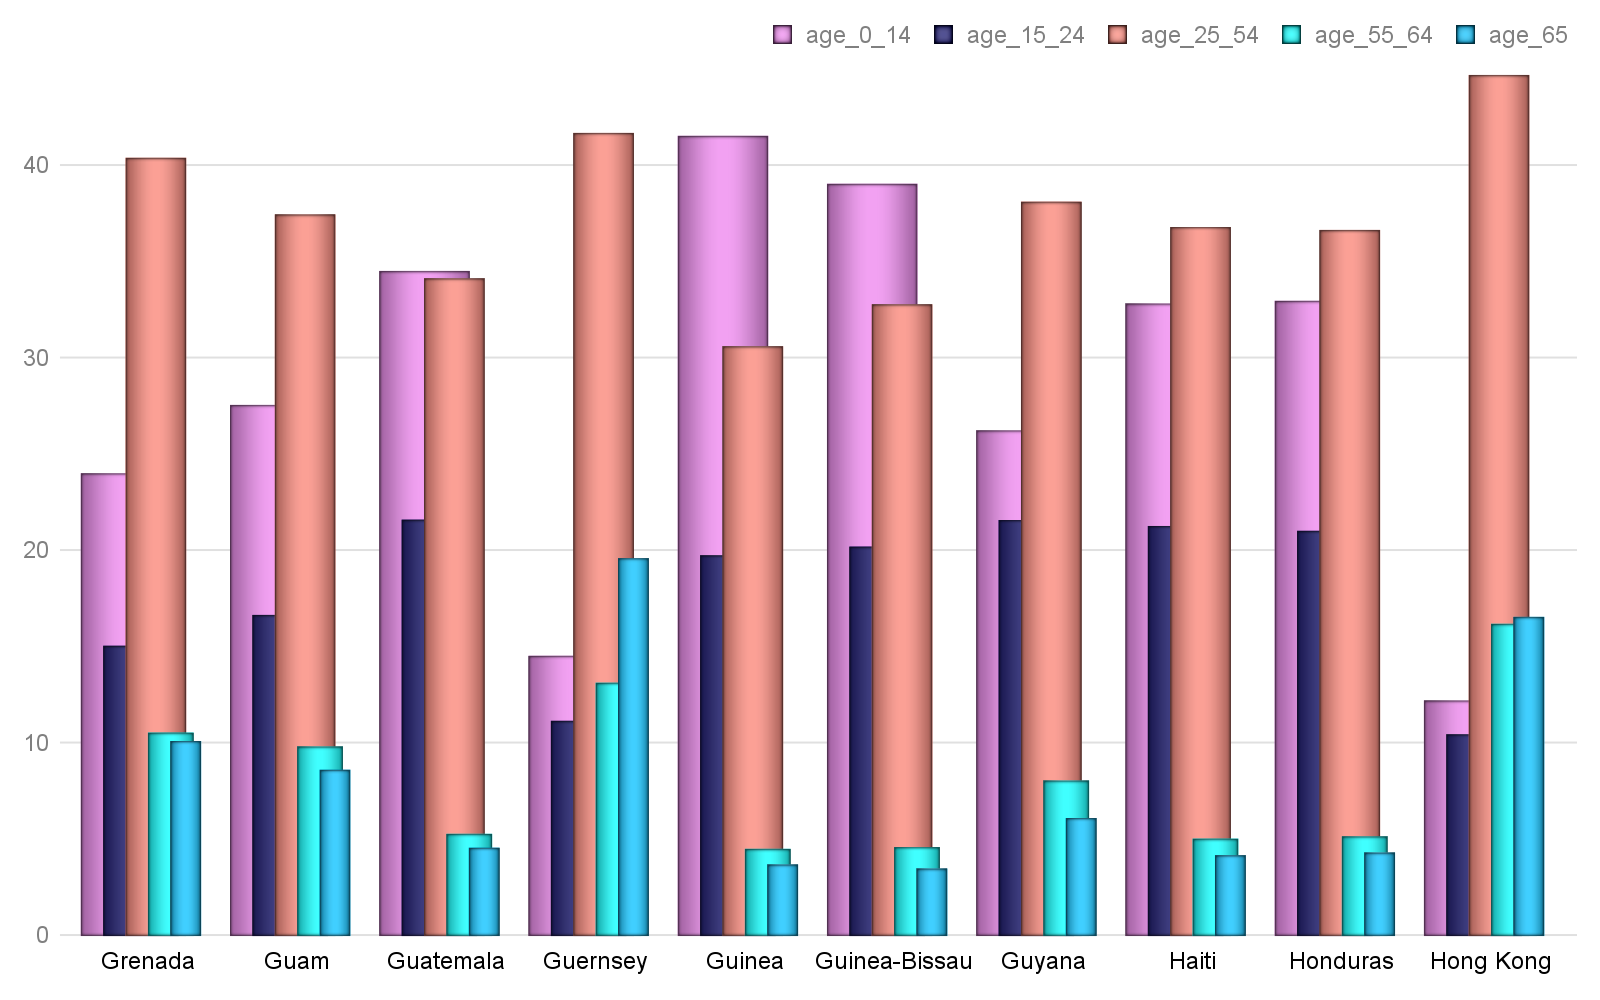 age_0_14 age_15_24 age_25_54 age_55_64 age_65
40
30
20
10
0
Grenada Guam Guatemala Guernsey Guinea Guinea-Bissau Guyana Haiti Honduras Hong Kong